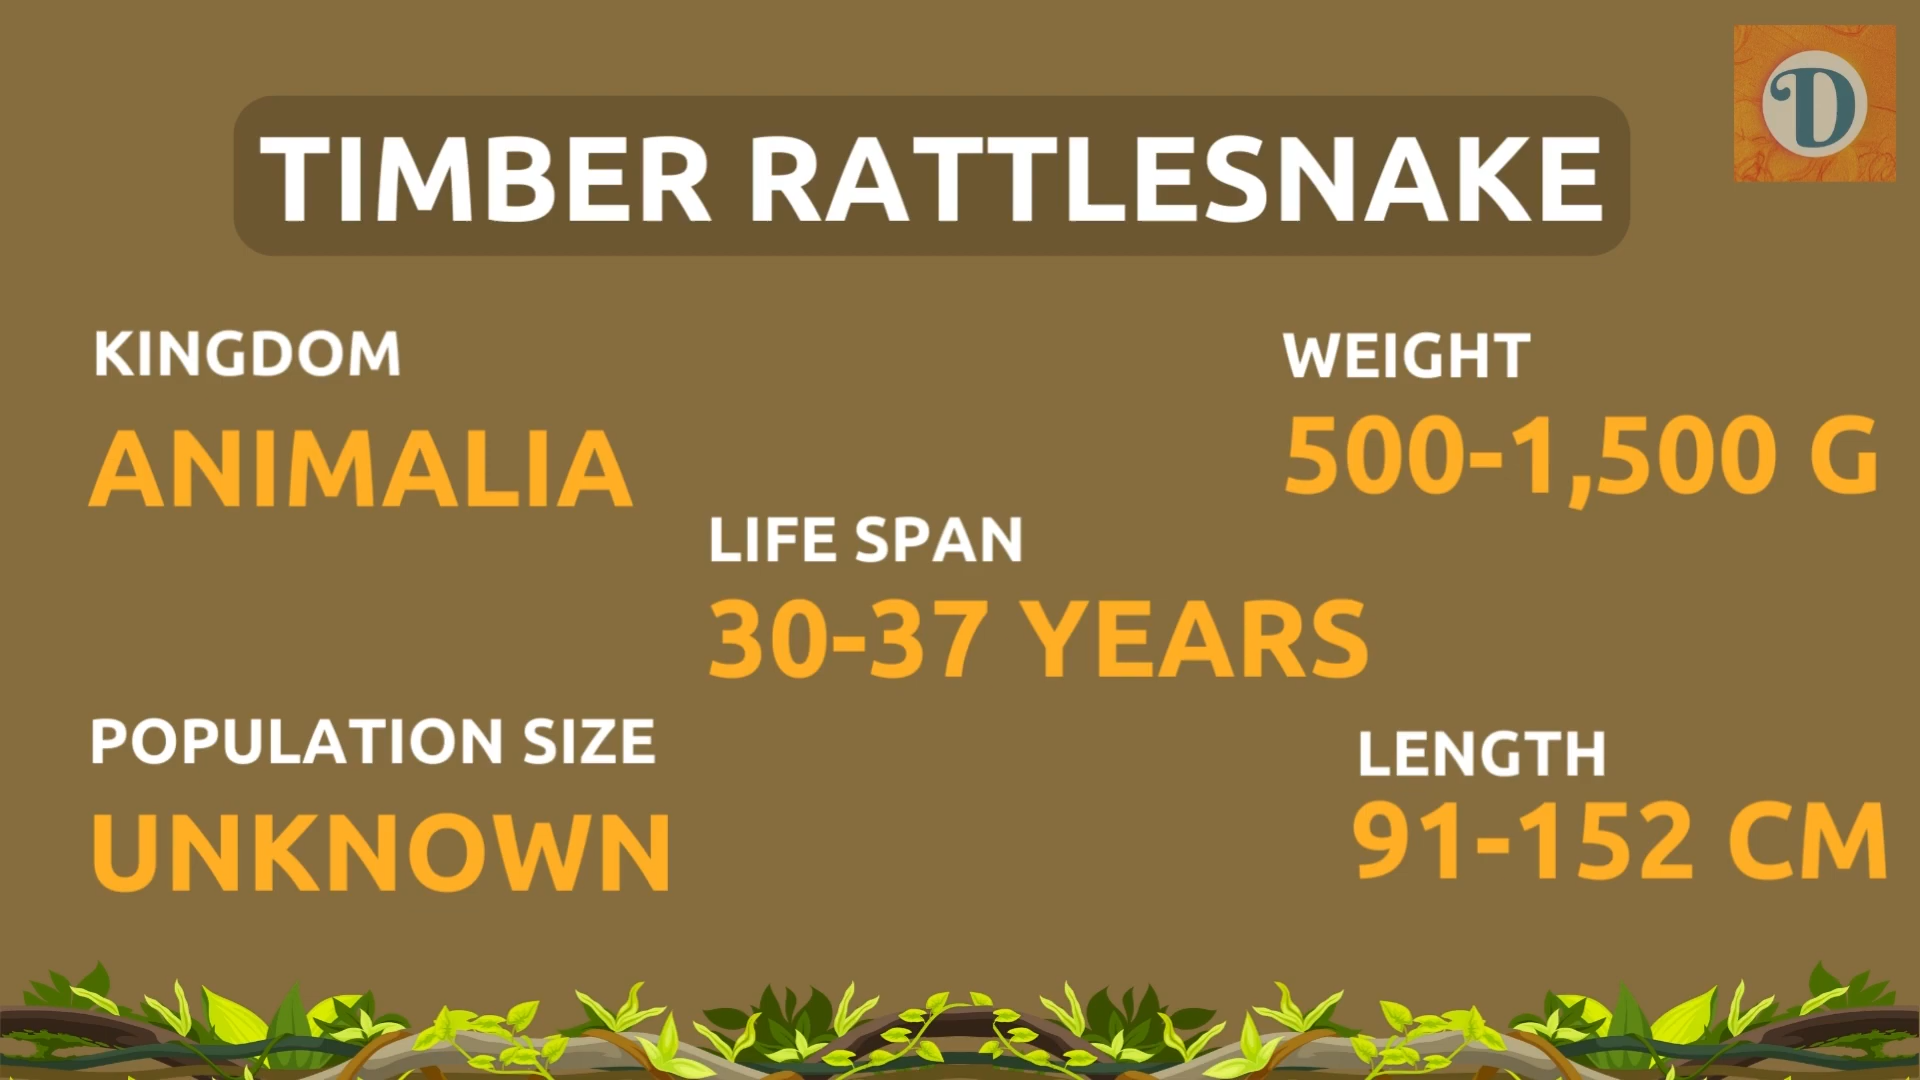 D
TIMBER RATTLESNAKE
KINGDOM
ANIMALIA
WEIGHT
500-1,500 G
LIFE SPAN
30-37 YEARS
POPULATION SIZE
UNKNOWN
LENGTH
91-152 CM